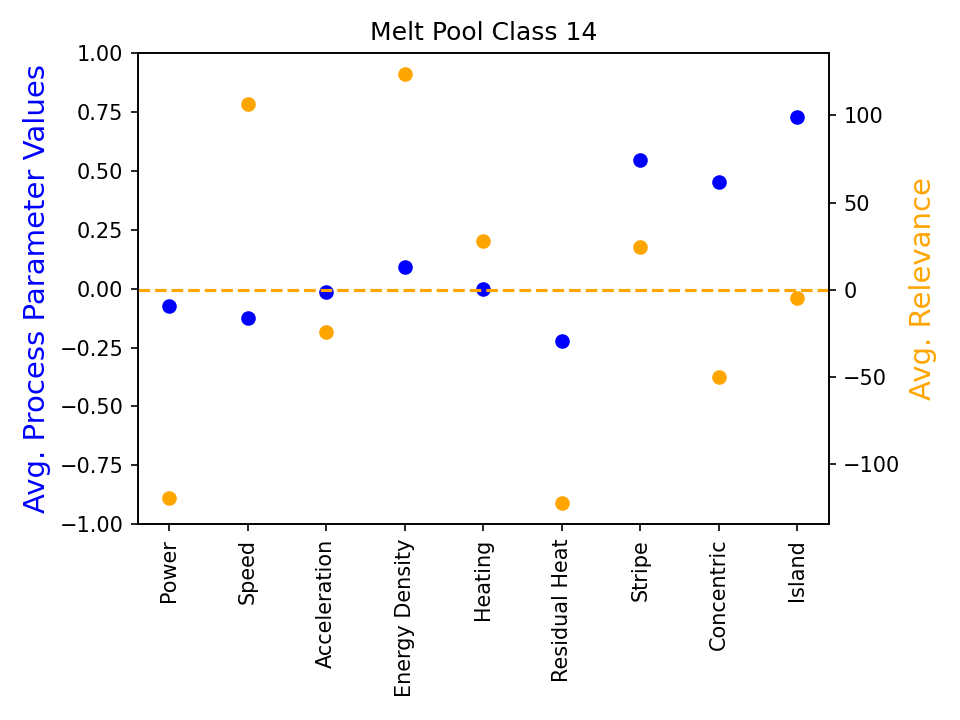 Melt Pool Class 14
Avg. Process Parameter Values
1.00
0.75
0.50
0.25
0.00
−0.25
−0.50
−0.75
−1.00
100
50
0
−50
−100
Avg. Relevance
Power
Speed
Acceleration
Energy Density
Heating
Residual Heat
Stripe
Concentric
Island